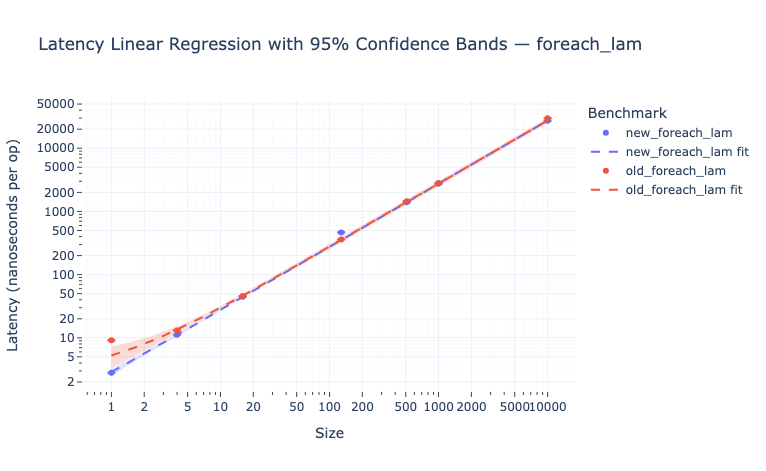 Latency Linear Regression with 95% Confidence Bands — foreach_lam
Latency (nanoseconds per op)
50000
20000
10000
5000
2000
1000
500
200
100
50
20
10
5
2
1 2 5 10 20 50 100 200 500 1000 2000 5000 10000
Size
Benchmark
new_foreach_lam
new_foreach_lam fit
old_foreach_lam
old_foreach_lam fit